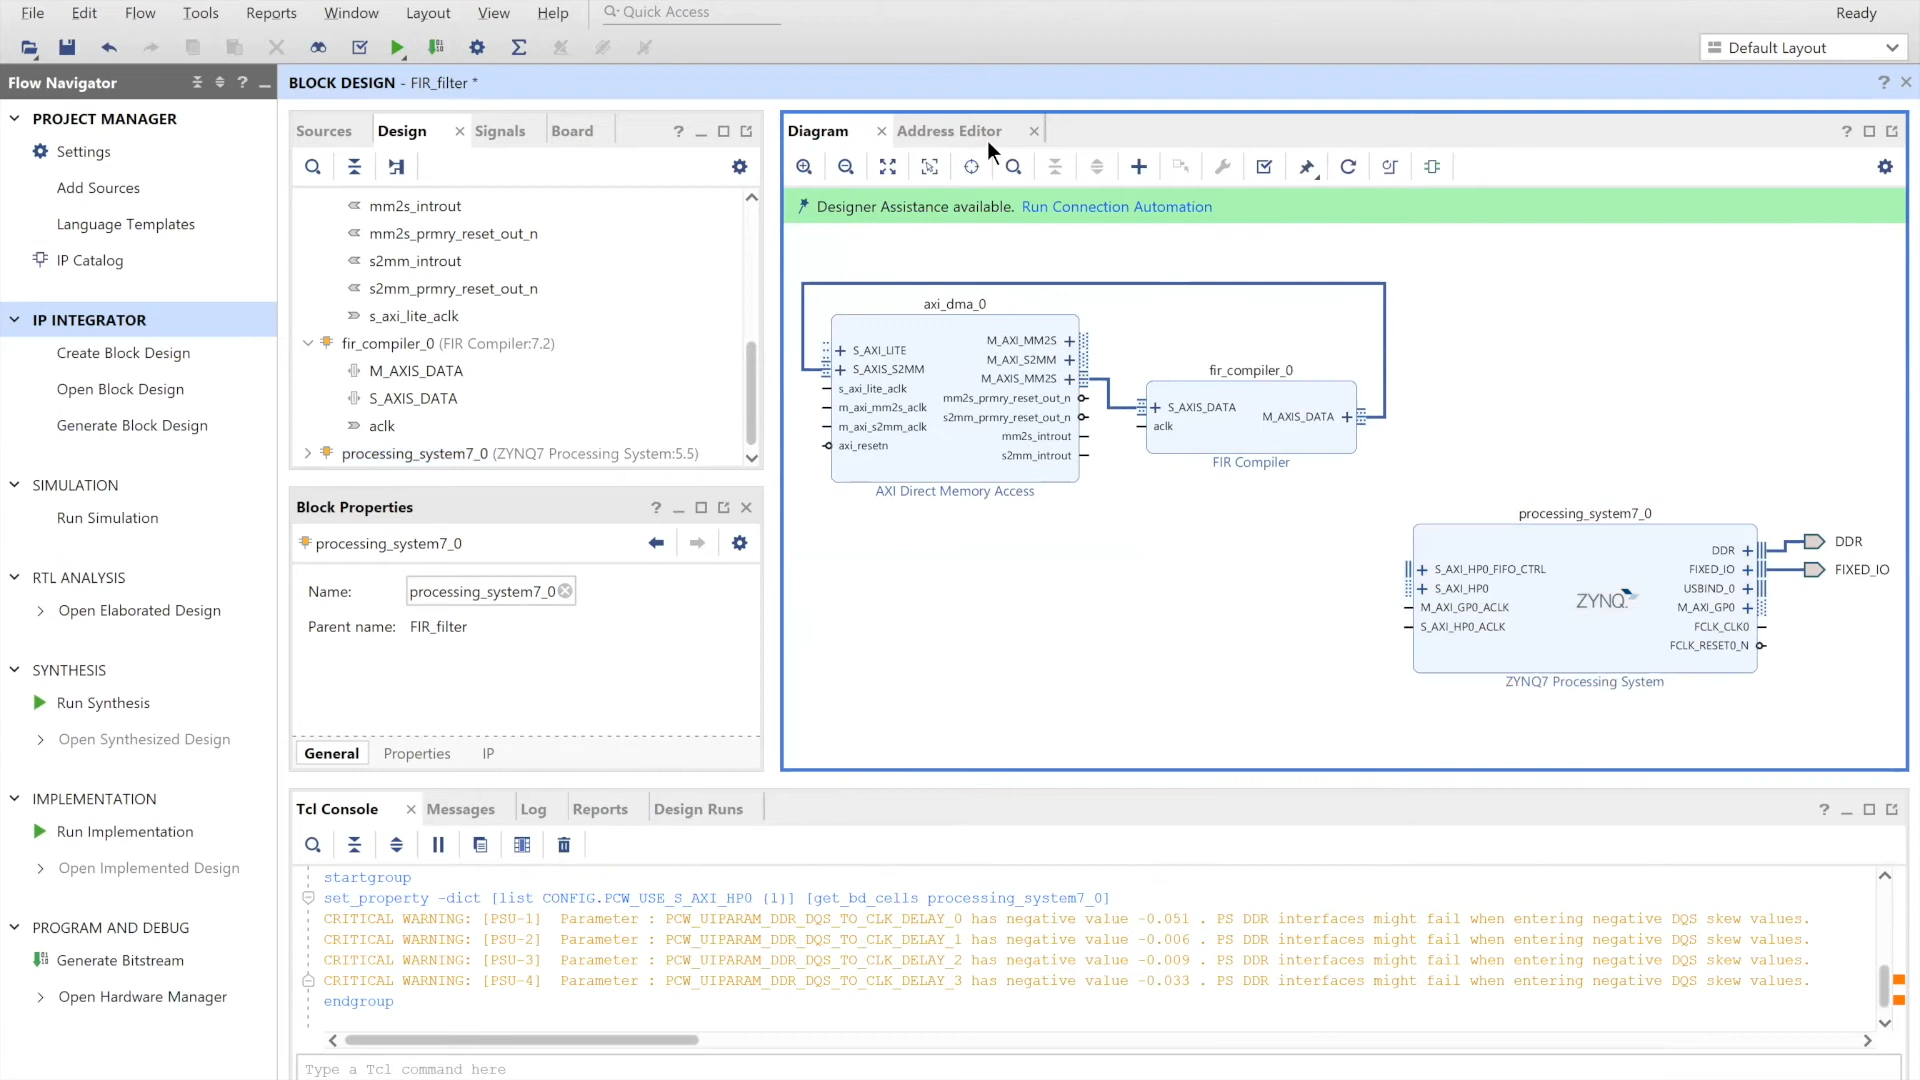 File Edit Flow Tools Reports Window Layout View Help Quick Access Ready
Default Layout
Flow Navigator
BLOCK DESIGN - FIR_filter *
PROJECT MANAGER
Settings
Add Sources
Language Templates
IP Catalog
IP INTEGRATOR
Create Block Design
Open Block Design
Generate Block Design
SIMULATION
Run Simulation
RTL ANALYSIS
Open Elaborated Design
SYNTHESIS
Run Synthesis
Open Synthesized Design
IMPLEMENTATION
Run Implementation
Open Implemented Design
PROGRAM AND DEBUG
Generate Bitstream
Open Hardware Manager
Sources Design Signals Board
mm2s_introut
mm2s_prmry_reset_out_n
s2mm_introut
s2mm_prmry_reset_out_n
s_axi_lite_aclk
fir_compiler_0 (FIR Compiler:7.2)
M_AXIS_DATA
S_AXIS_DATA
aclk
processing_system7_0 (ZYNQ7 Processing System:5.5)
Block Properties
processing_system7_0
Name: processing_system7_0
Parent name: FIR_filter
General Properties IP
Diagram Address Editor
Designer Assistance available. Run Connection Automation
axi_dma_0
S_AXI_LITE
S_AXIS_S2MM
s_axi_lite_aclk
m_axi_mm2s_aclk
m_axi_s2mm_aclk
axi_resetn
M_AXI_MM2S
M_AXI_S2MM
M_AXIS_MM2S
mm2s_prmry_reset_out_n
s2mm_prmry_reset_out_n
mm2s_introut
s2mm_introut
AXI Direct Memory Access
fir_compiler_0
S_AXIS_DATA
aclk
M_AXIS_DATA
FIR Compiler
processing_system7_0
S_AXI_HP0_FIFO_CTRL
S_AXI_HP0
M_AXI_GP0_ACLK
S_AXI_HP0_ACLK
ZYNQ
DDR
FIXED_IO
USBIND_0
M_AXI_GP0
FCLK_CLK0
FCLK_RESET0_N
DDR
FIXED_IO
ZYNQ7 Processing System
Tcl Console Messages Log Reports Design Runs
startgroup
set_property -dict [list CONFIG.PCW_USE_S_AXI_HP0 {1}] [get_bd_cells processing_system7_0]
CRITICAL WARNING: [PSU-1]  Parameter : PCW_UIPARAM_DDR_DQS_TO_CLK_DELAY_0 has negative value -0.051 . PS DDR interfaces might fail when entering negative DQS skew values.
CRITICAL WARNING: [PSU-2]  Parameter : PCW_UIPARAM_DDR_DQS_TO_CLK_DELAY_1 has negative value -0.006 . PS DDR interfaces might fail when entering negative DQS skew values.
CRITICAL WARNING: [PSU-3]  Parameter : PCW_UIPARAM_DDR_DQS_TO_CLK_DELAY_2 has negative value -0.009 . PS DDR interfaces might fail when entering negative DQS skew values.
CRITICAL WARNING: [PSU-4]  Parameter : PCW_UIPARAM_DDR_DQS_TO_CLK_DELAY_3 has negative value -0.033 . PS DDR interfaces might fail when entering negative DQS skew values.
endgroup
Type a Tcl command here